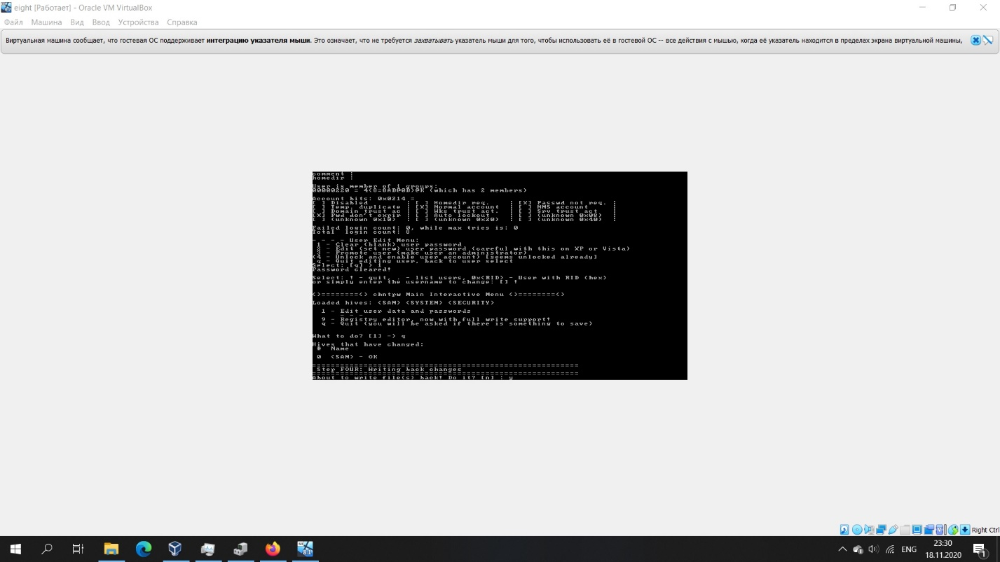 eight [Работает] - Oracle VM VirtualBox
Файл Машина Вид Ввод Устройства Справка
Виртуальная машина сообщает, что гостевая ОС поддерживает интеграцию указателя мыши. Это означает, что не требуется захватывать указатель мыши для того, чтобы использовать её в гостевой ОС -- все действия с мышью, когда её указатель находится в пределах экрана виртуальной машины,
comment :
homedir :
User is member of 1 groups:
00000220 = 4<8=8AB@0B>@K (which has 2 members)
Account bits: 0x0214 =
[ ] Disabled | [ ] Homedir req. | [X] Passwd not req. |
[ ] Temp. duplicate | [X] Normal account | [ ] NMS account |
[ ] Domain trust ac | [ ] Wks trust act. | [ ] Srv trust act |
[X] Pwd don't expir | [ ] Auto lockout | [ ] (unknown 0x08) |
[ ] (unknown 0x10) | [ ] (unknown 0x20) | [ ] (unknown 0x40) |
Failed login count: 0, while max tries is: 0
Total login count: 8
- - - - User Edit Menu:
1 - Clear (blank) user password
2 - Edit (set new) user password (careful with this on XP or Vista)
3 - Promote user (make user an administrator)
(4 - Unlock and enable user account) [seems unlocked already]
q - Quit editing user, back to user select
Select: [q] > 1
Password cleared!
Select: ! - quit, . - list users, 0x<RID> - User with RID (hex)
or simply enter the username to change: [] !
<>========<> chntpw Main Interactive Menu <>========<>
Loaded hives: <SAM> <SYSTEM> <SECURITY>
1 - Edit user data and passwords
- - -
9 - Registry editor, now with full write support!
q - Quit (you will be asked if there is something to save)
What to do? [1] -> q
Hives that have changed:
# Name
0 <SAM> - OK
=========================================================
Step FOUR: Writing back changes
=========================================================
About to write file(s) back! Do it? [n] : y
Right Ctrl
8.1
ENG
23:30
18.11.2020
1